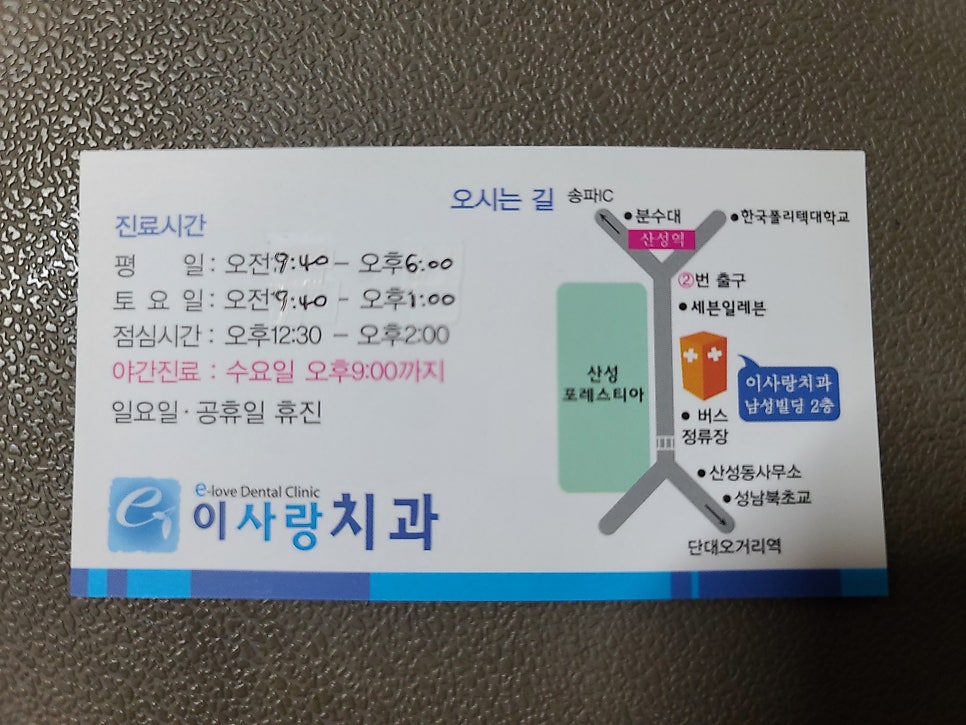 진료시간
평 일 : 오전 9:40 - 오후 6:00
토 요 일 : 오전 9:40 - 오후 1:00
점심시간 : 오후12:30 - 오후2:00
야간진료 : 수요일 오후9:00까지
일요일·공휴일 휴진
e-love Dental Clinic
이사랑치과
오시는 길
송파IC
분수대
한국폴리텍대학교
산성역
②번 출구
세븐일레븐
산성
포레스티아
이사랑치과
남성빌딩 2층
버스
정류장
산성동사무소
성남북초교
단대오거리역